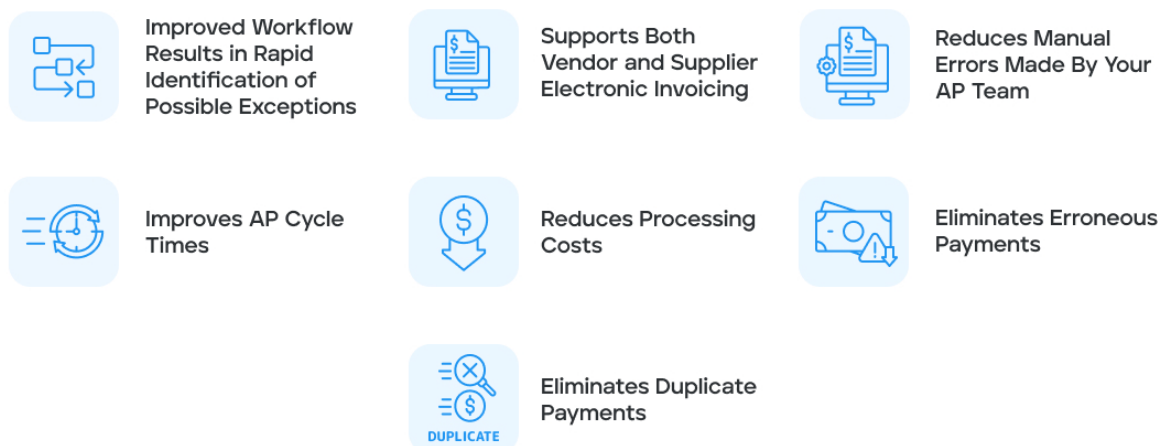 Improved Workflow
Results in Rapid
Identification of
Possible Exceptions
$
Supports Both
Vendor and Supplier
Electronic Invoicing
$
Reduces Manual
Errors Made By Your
AP Team
Improves AP Cycle
Times
$
Reduces Processing
Costs
!
Eliminates Erroneous
Payments
$
DUPLICATE
Eliminates Duplicate
Payments